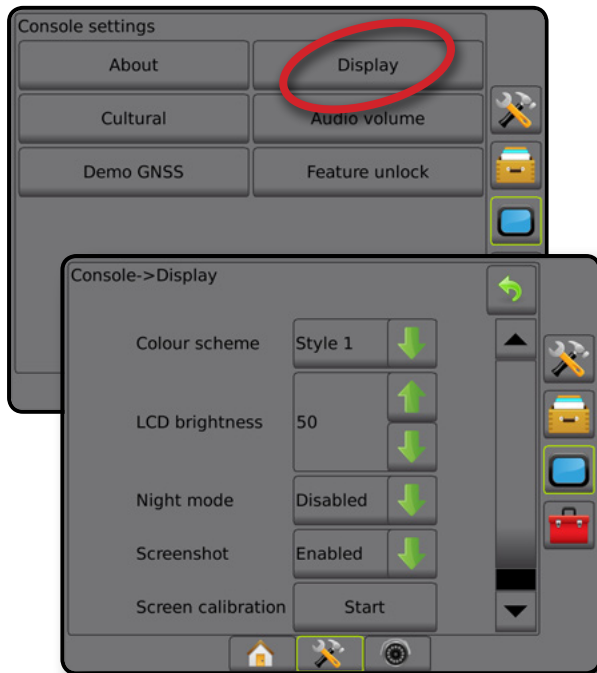 Console settings
About
Display
Cultural
Audio volume
Demo GNSS
Feature unlock
Console->Display
Colour scheme
Style 1
LCD brightness
50
Night mode
Disabled
Screenshot
Enabled
Screen calibration
Start